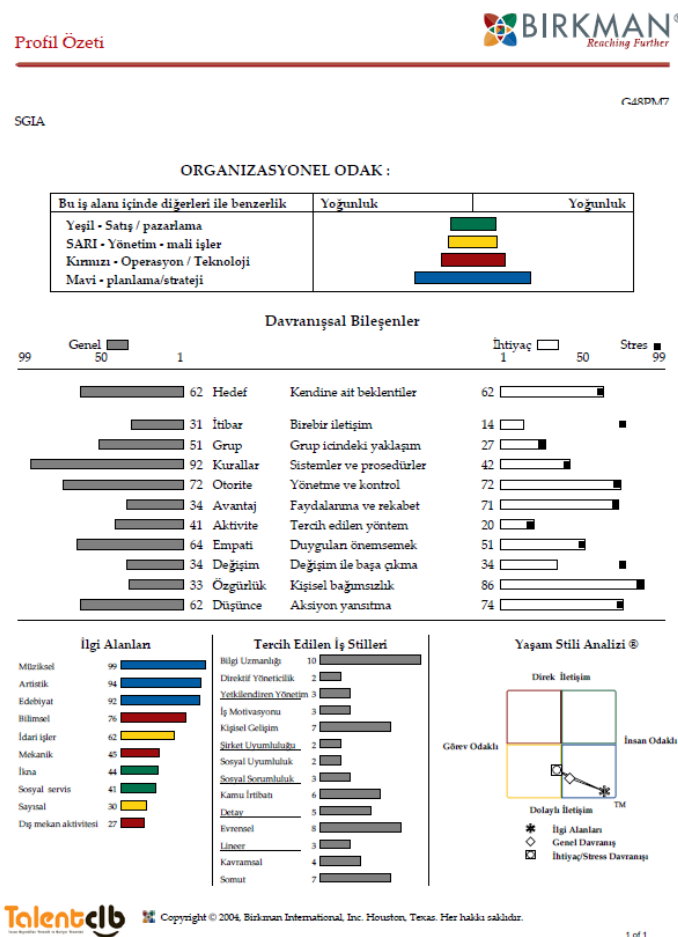 Profil Özeti
BIRKMAN®
Reaching Further
G48PM7
SGIA
ORGANIZASYONEL ODAK :
Bu iş alanı içinde diğerleri ile benzerlik Yoğunluk Yoğunluk
Yeşil - Satış / pazarlama
SARI - Yönetim - mali işler
Kırmızı - Operasyon / Teknoloji
Mavi - planlama/strateji
Davranışsal Bileşenler
Genel İhtiyaç Stres
99 50 1 1 50 99
62 Hedef Kendine ait beklentiler 62
31 İtibar Birebir iletişim 14
51 Grup Grup icindeki yaklaşım 27
92 Kurallar Sistemler ve prosedürler 42
72 Otorite Yönetme ve kontrol 72
34 Avantaj Faydalanma ve rekabet 71
41 Aktivite Tercih edilen yöntem 20
64 Empati Duyguları önemsemek 51
34 Değişim Değişim ile başa çıkma 34
33 Özgürlük Kişisel bağımsızlık 86
62 Düşünce Aksiyon yansıtma 74
İlgi Alanları
Müziksel 99
Artistik 94
Edebiyat 92
Bilimsel 76
İdari işler 62
Mekanik 45
İkna 44
Sosyal servis 41
Sayısal 30
Dış mekan aktivitesi 27
Tercih Edilen İş Stilleri
Bilgi Uzmanlığı 10
Direktif Yöneticilik 2
Yetkilendiren Yönetim 3
İş Motivasyonu 3
Kişisel Gelişim 7
Şirket Uyumluluğu 2
Sosyal Uyumluluk 2
Sosyal Sorumluluk 3
Kamu İrtibatı 6
Detay 5
Evrensel 8
Lineer 3
Kavramsal 4
Somut 7
Yaşam Stili Analizi ®
Direk İletişim
Görev Odaklı
İnsan Odaklı
Dolaylı İletişim
TM
İlgi Alanları
Genel Davranış
İhtiyaç/Stress Davranışı
Talentclb
Copyright © 2004, Birkman International, Inc. Houston, Texas. Her hakkı saklıdır.
1 of 1